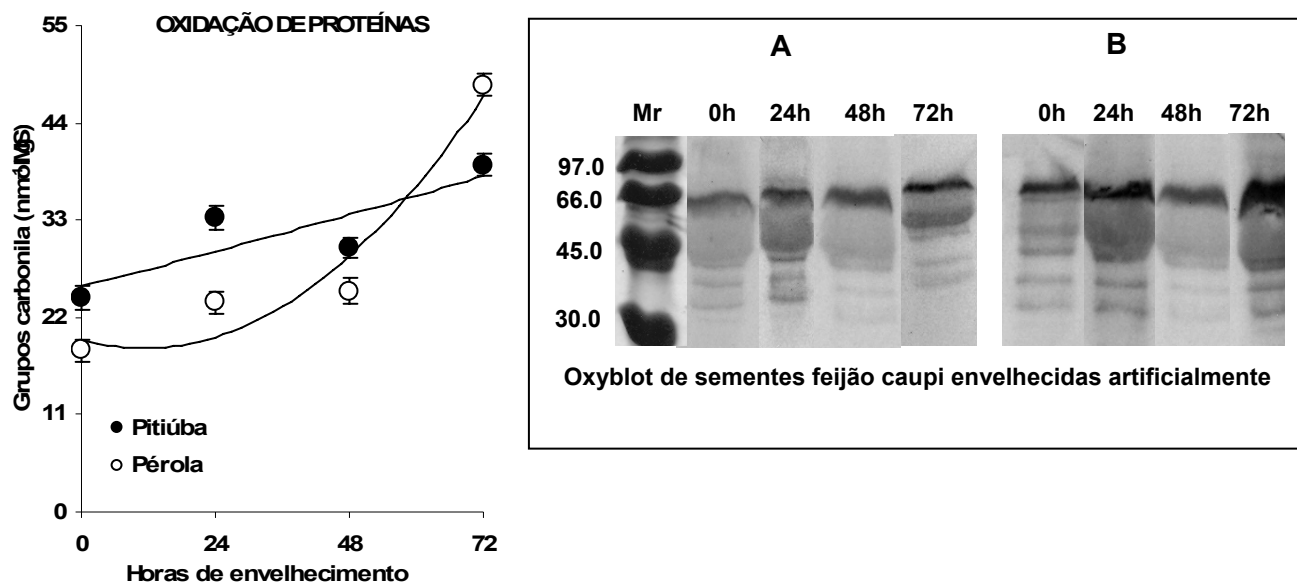 OXIDAÇÃO DE PROTEÍNAS
55
44
33
22
11
0
Grupos carbonila (nmol/MS)
Pitiúba
Pérola
0 24 48 72
Horas de envelhecimento
A B
Mr 0h 24h 48h 72h 0h 24h 48h 72h
97.0
66.0
45.0
30.0
Oxyblot de sementes feijão caupi envelhecidas artificialmente